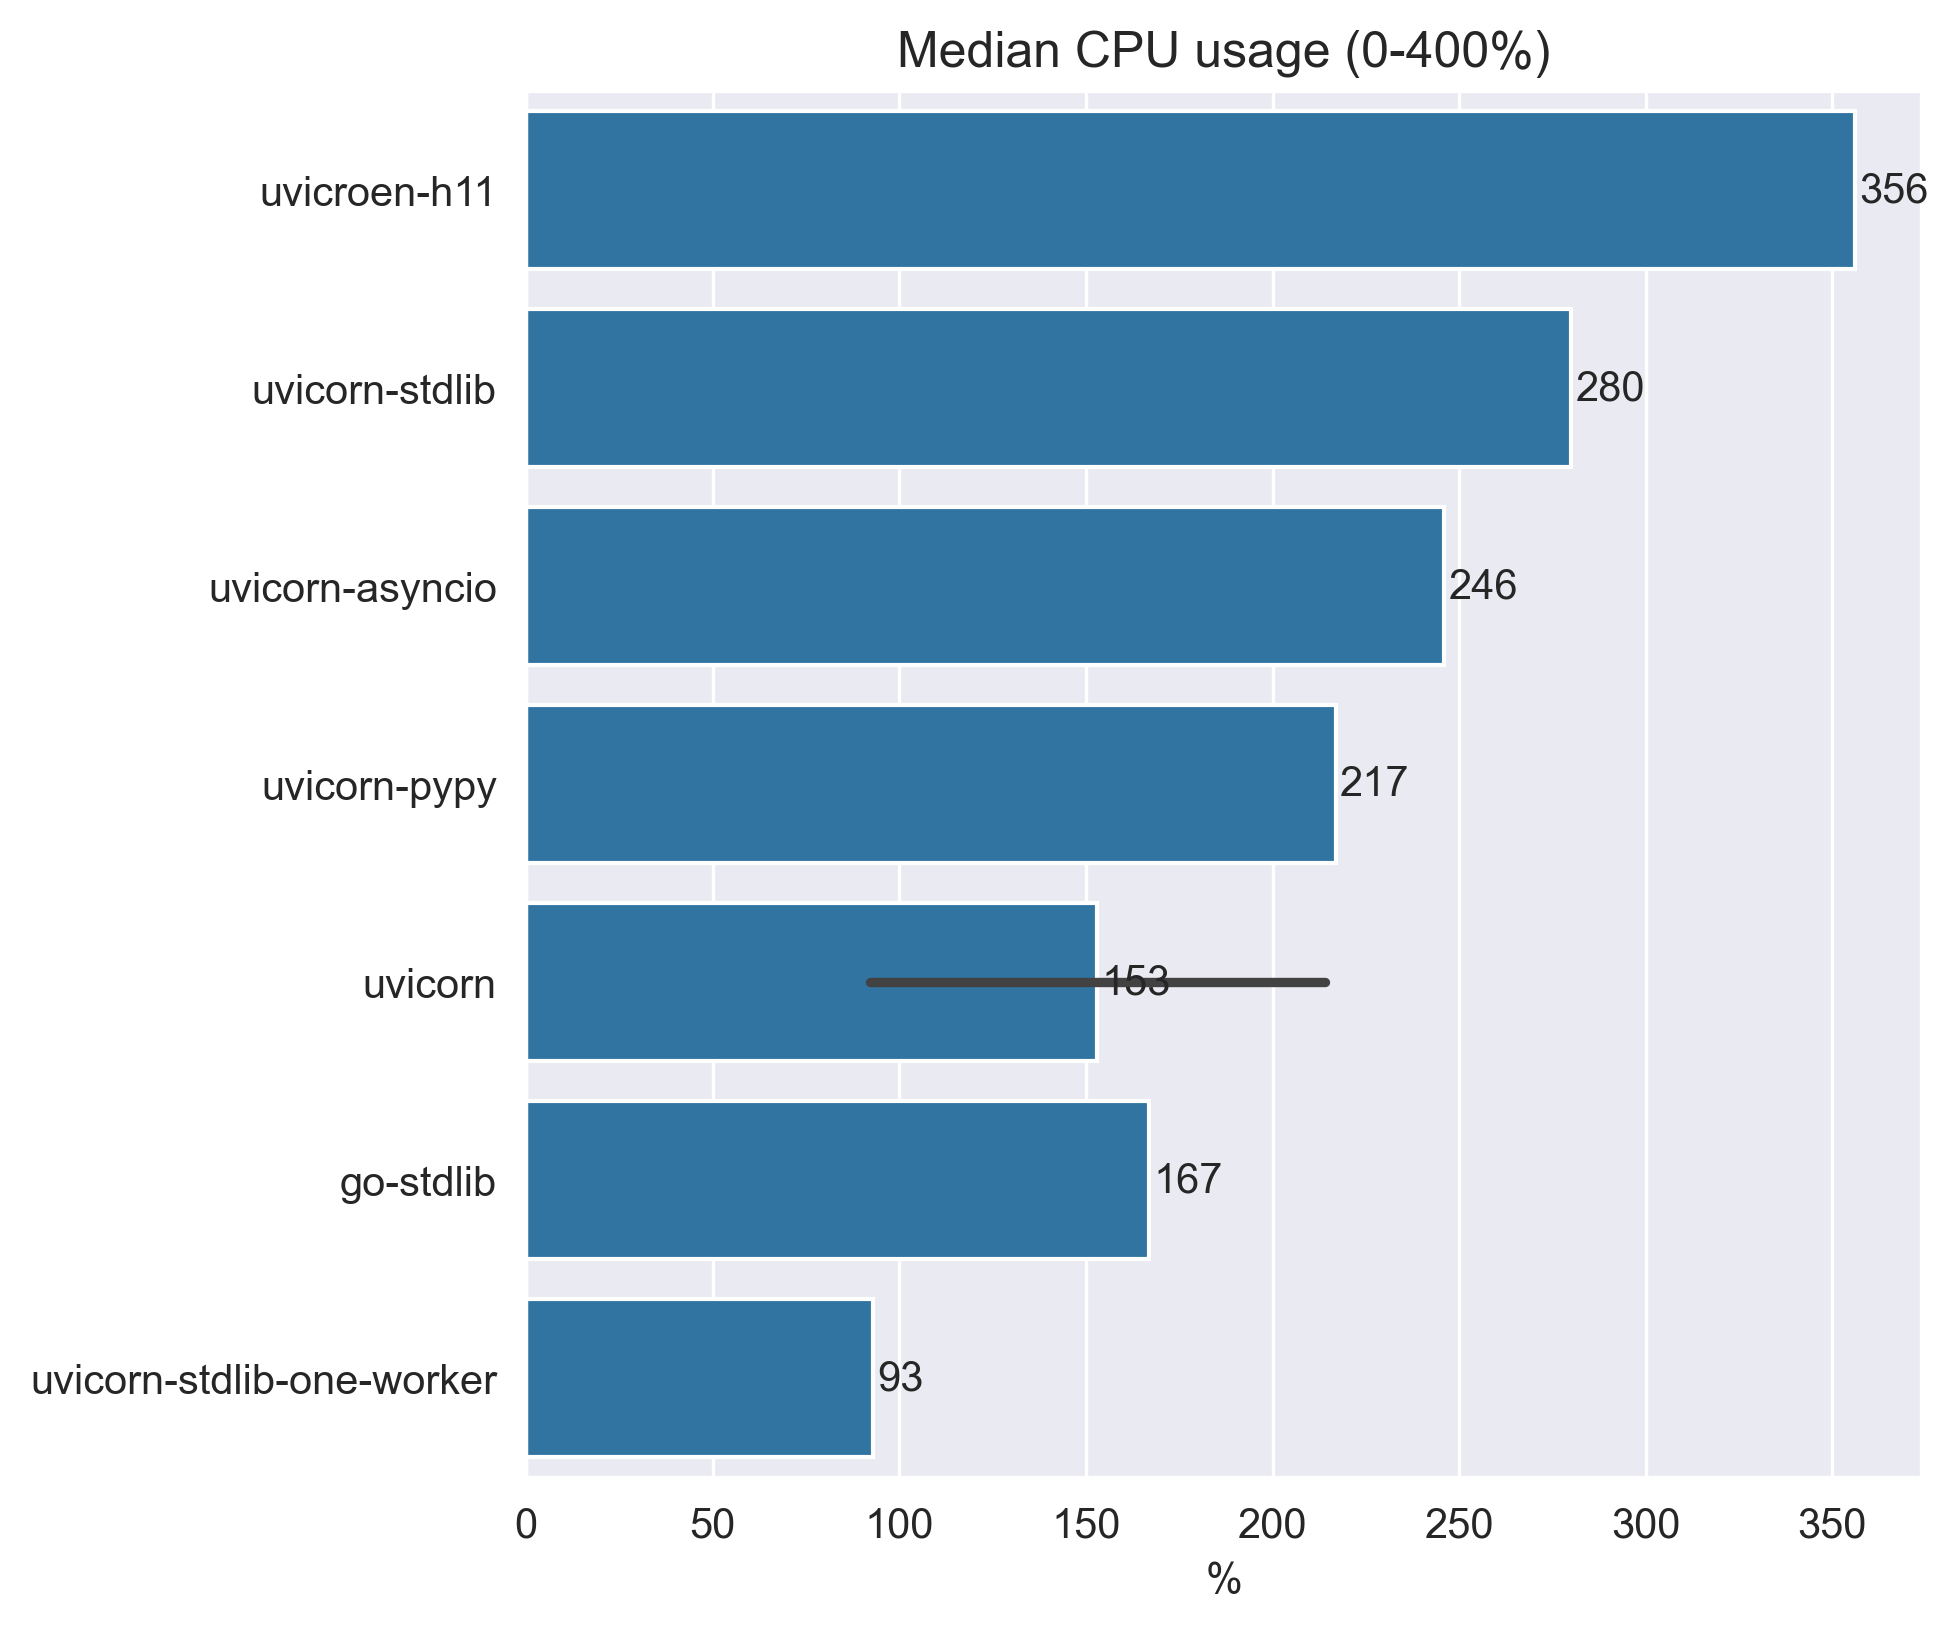 Median CPU usage (0-400%)
uvicroen-h11
356
uvicorn-stdlib
280
uvicorn-asyncio
246
uvicorn-pypy
217
uvicorn
153
go-stdlib
167
uvicorn-stdlib-one-worker
93
0 50 100 150 200 250 300 350
%